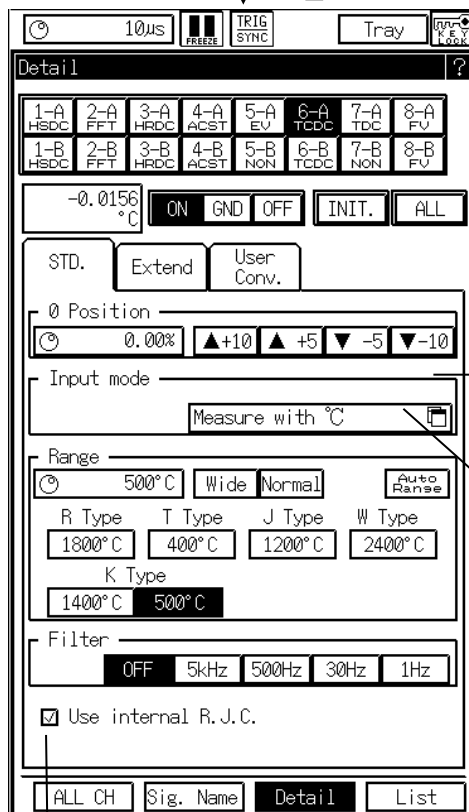 10μs FREEZE TRIG SYNC Tray KEY LOCK
Detail ?
1-A HSDC 2-A FFT 3-A HRDC 4-A ACST 5-A EV 6-A TCDC 7-A TDC 8-A FV
1-B HSDC 2-B FFT 3-B HRDC 4-B ACST 5-B NON 6-B TCDC 7-B NON 8-B FV
-0.0156 °C ON GND OFF INIT. ALL
STD. Extend User Conv.
0 Position
0.00% ▲+10 ▲ +5 ▼ -5 ▼-10
Input mode
Measure with °C
Range
500°C Wide Normal Auto Range
R Type T Type J Type W Type
1800°C 400°C 1200°C 2400°C
K Type
1400°C 500°C
Filter
OFF 5kHz 500Hz 30Hz 1Hz
Use internal R.J.C.
ALL CH Sig. Name Detail List